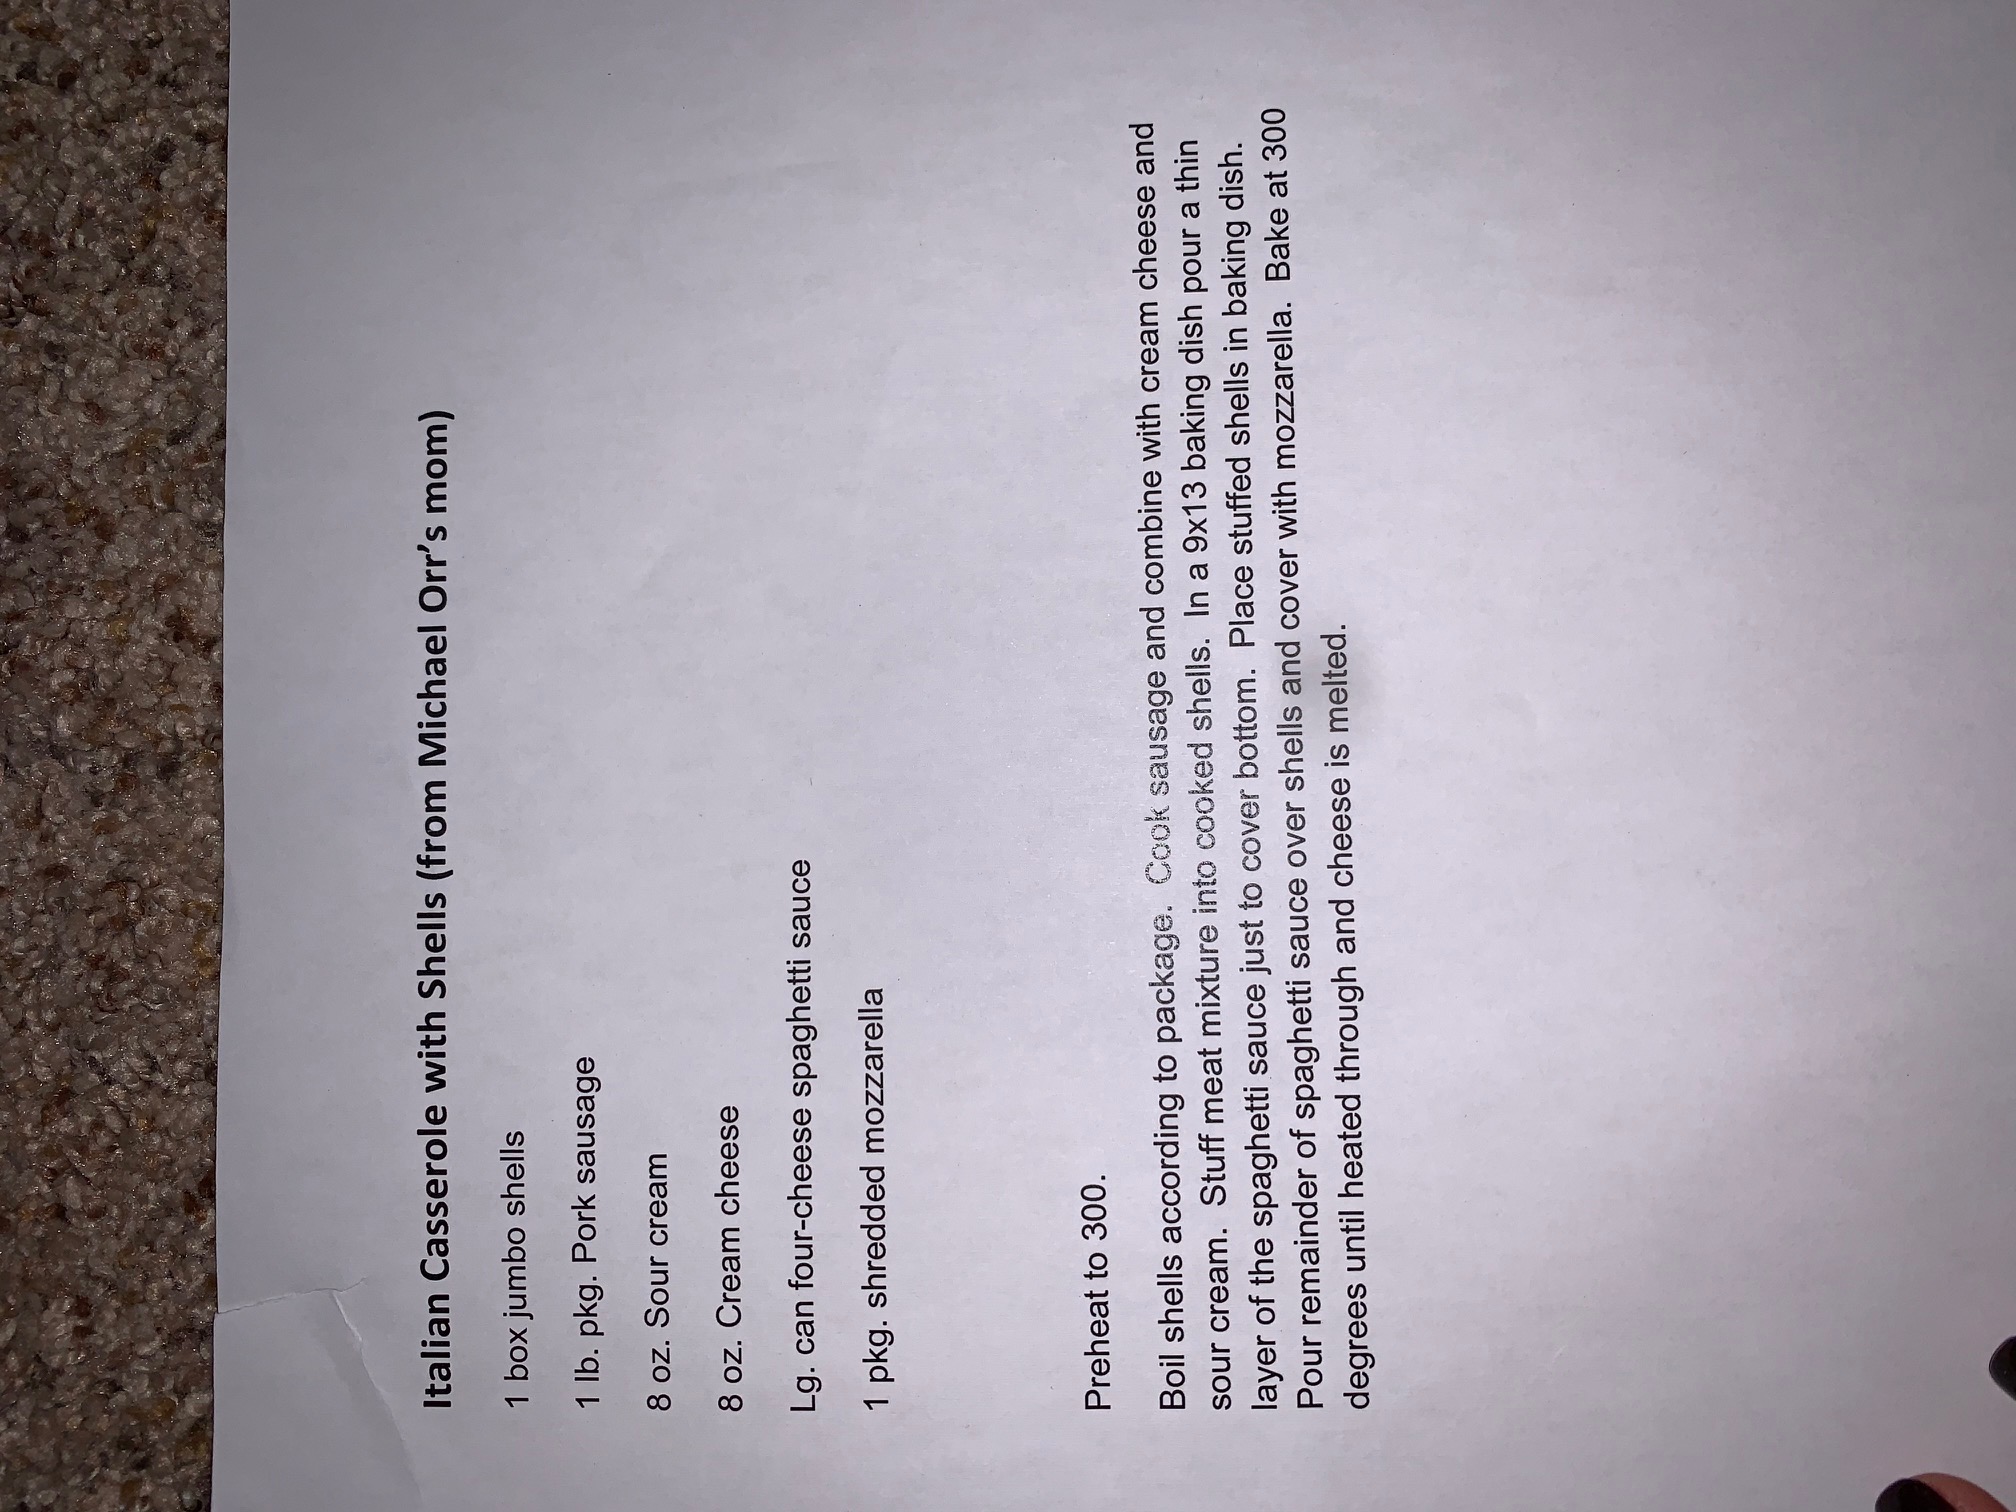 Italian Casserole with Shells (from Michael Orr’s mom)
1 box jumbo shells
1 lb. pkg. Pork sausage
8 oz. Sour cream
8 oz. Cream cheese
Lg. can four-cheese spaghetti sauce
1 pkg. shredded mozzarella
Preheat to 300.
Boil shells according to package. Cook sausage and combine with cream cheese and
sour cream. Stuff meat mixture into cooked shells. In a 9x13 baking dish pour a thin
layer of the spaghetti sauce just to cover bottom. Place stuffed shells in baking dish.
Pour remainder of spaghetti sauce over shells and cover with mozzarella. Bake at 300
degrees until heated through and cheese is melted.